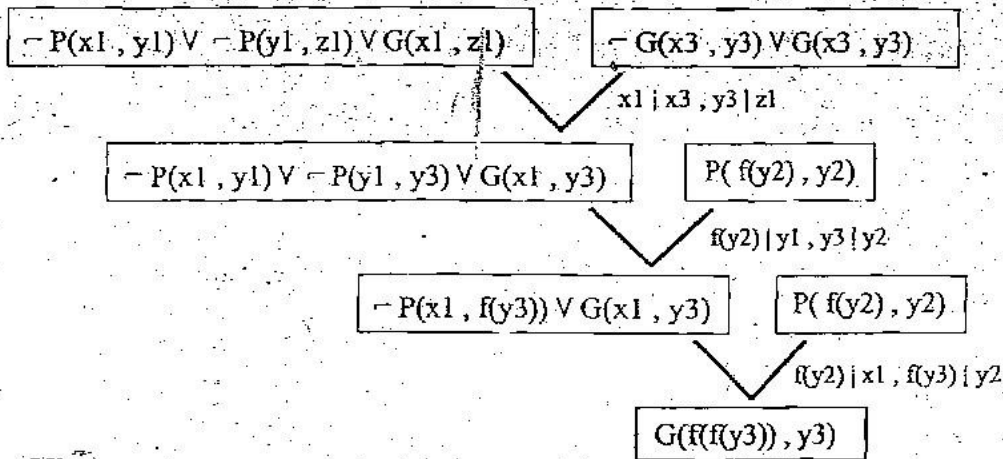 ¬ P(x1 , y1) ∨ ¬ P(y1 , z1) ∨ G(x1 , z1) ¬ G(x3 , y3) ∨ G(x3 , y3)
x1 | x3 , y3 | z1
¬ P(x1 , y1) ∨ ¬ P(y1 , y3) ∨ G(x1 , y3) P( f(y2) , y2)
f(y2) | y1 , y3 | y2
¬ P(x1 , f(y3)) ∨ G(x1 , y3) P( f(y2) , y2)
f(y2) | x1 , f(y3) | y2
G(f(f(y3)) , y3)